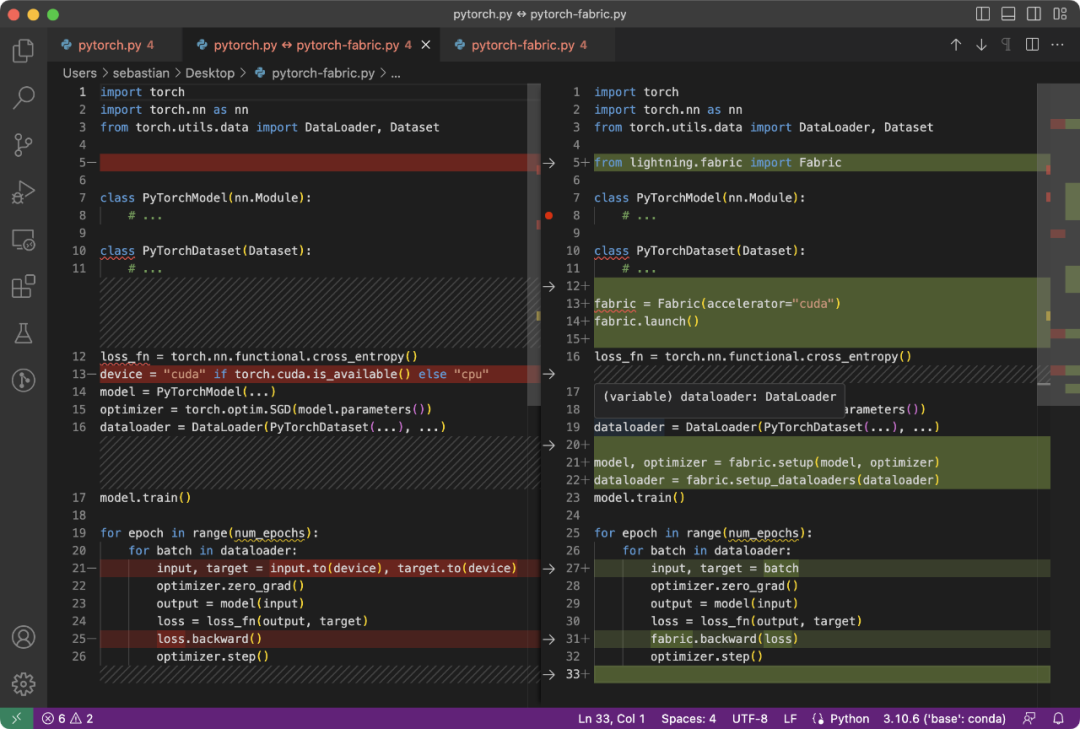 pytorch.py ↔ pytorch-fabric.py
pytorch.py 4
pytorch.py ↔ pytorch-fabric.py 4
pytorch-fabric.py 4
Users > sebastian > Desktop > pytorch-fabric.py > ...
1 import torch
2 import torch.nn as nn
3 from torch.utils.data import DataLoader, Dataset
4
5−
6
7 class PyTorchModel(nn.Module):
8     # ...
9
10 class PyTorchDataset(Dataset):
11     # ...
12 loss_fn = torch.nn.functional.cross_entropy()
13− device = "cuda" if torch.cuda.is_available() else "cpu"
14 model = PyTorchModel(...)
15 optimizer = torch.optim.SGD(model.parameters())
16 dataloader = DataLoader(PyTorchDataset(...), ...)
17 model.train()
18
19 for epoch in range(num_epochs):
20     for batch in dataloader:
21−         input, target = input.to(device), target.to(device)
22         optimizer.zero_grad()
23         output = model(input)
24         loss = loss_fn(output, target)
25−         loss.backward()
26         optimizer.step()
1 import torch
2 import torch.nn as nn
3 from torch.utils.data import DataLoader, Dataset
4
5+ from lightning.fabric import Fabric
6
7 class PyTorchModel(nn.Module):
8     # ...
9
10 class PyTorchDataset(Dataset):
11     # ...
12+
13+ fabric = Fabric(accelerator="cuda")
14+ fabric.launch()
15+
16 loss_fn = torch.nn.functional.cross_entropy()
17
(variable) dataloader: DataLoader
18 arameters())
19 dataloader = DataLoader(PyTorchDataset(...), ...)
20+
21+ model, optimizer = fabric.setup(model, optimizer)
22+ dataloader = fabric.setup_dataloaders(dataloader)
23 model.train()
24
25 for epoch in range(num_epochs):
26     for batch in dataloader:
27+         input, target = batch
28         optimizer.zero_grad()
29         output = model(input)
30         loss = loss_fn(output, target)
31+         fabric.backward(loss)
32         optimizer.step()
33+
6 2 Ln 33, Col 1 Spaces: 4 UTF-8 LF Python 3.10.6 ('base': conda)